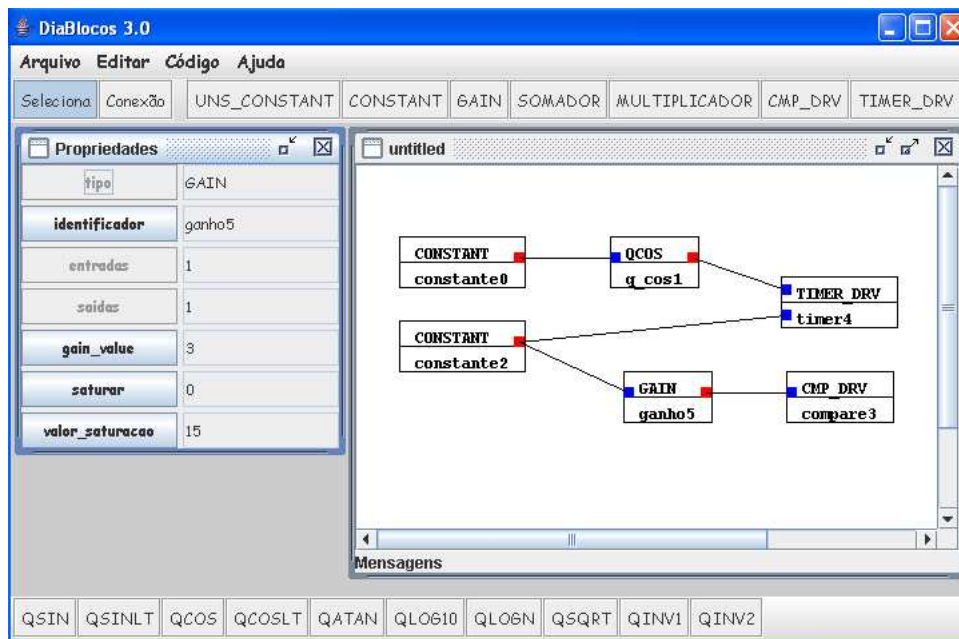 DiaBlocos 3.0
Arquivo Editar Código Ajuda
Seleciona Conexão UNS_CONSTANT CONSTANT GAIN SOMADOR MULTIPLICADOR CMP_DRV TIMER_DRV
Propriedades
tipo GAIN
identificador ganho5
entradas 1
saidas 1
gain_value 3
saturar 0
valor_saturacao 15
untitled
CONSTANT
constante0
QCOS
q_cos1
TIMER_DRV
timer4
CONSTANT
constante2
GAIN
ganho5
CMP_DRV
compare3
Mensagens
QSIN QSINLT QCOS QCOSLT QATAN QLOG10 QLOGN QSQRT QINV1 QINV2